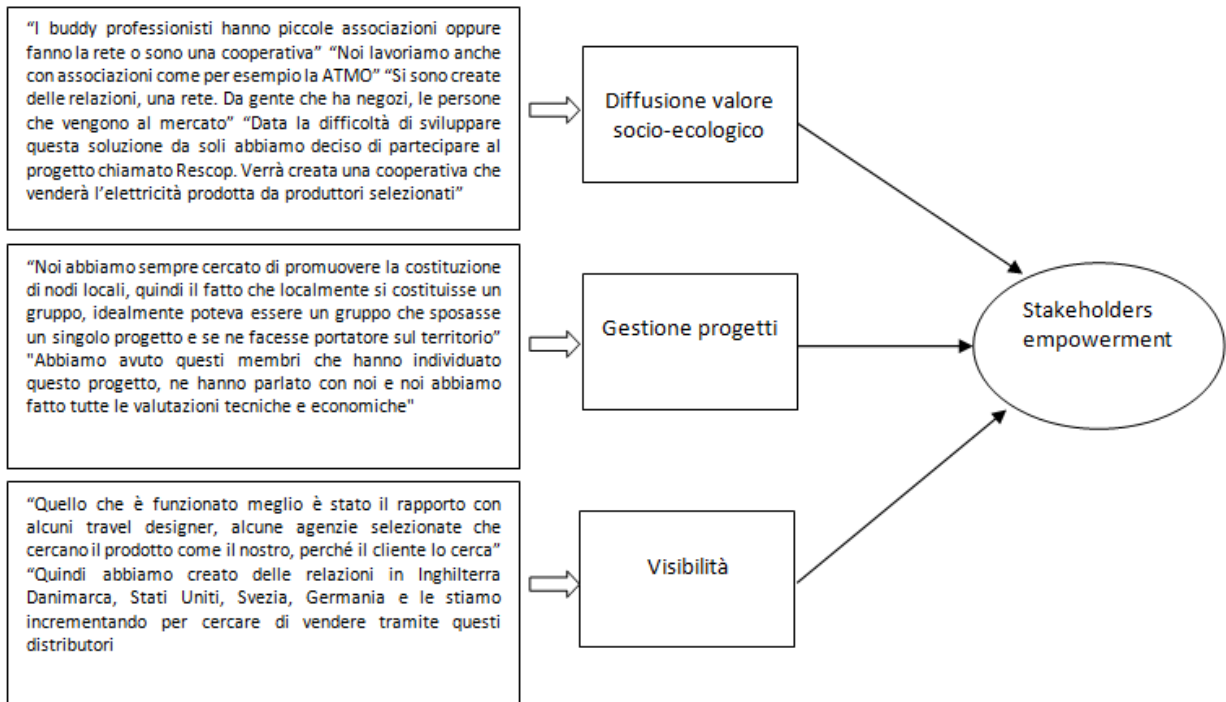 “I buddy professionisti hanno piccole associazioni oppure
fanno la rete o sono una cooperativa” “Noi lavoriamo anche
con associazioni come per esempio la ATMO” “Si sono create
delle relazioni, una rete. Da gente che ha negozi, le persone
che vengono al mercato” “Data la difficoltà di sviluppare
questa soluzione da soli abbiamo deciso di partecipare al
progetto chiamato Rescop. Verrà creata una cooperativa che
venderà l’elettricità prodotta da produttori selezionati”
Diffusione valore
socio-ecologico
“Noi abbiamo sempre cercato di promuovere la costituzione
di nodi locali, quindi il fatto che localmente si costituisse un
gruppo, idealmente poteva essere un gruppo che sposasse
un singolo progetto e se ne facesse portatore sul territorio”
"Abbiamo avuto questi membri che hanno individuato
questo progetto, ne hanno parlato con noi e noi abbiamo
fatto tutte le valutazioni tecniche e economiche"
Gestione progetti
Stakeholders
empowerment
“Quello che è funzionato meglio è stato il rapporto con
alcuni travel designer, alcune agenzie selezionate che
cercano il prodotto come il nostro, perché il cliente lo cerca”
“Quindi abbiamo creato delle relazioni in Inghilterra
Danimarca, Stati Uniti, Svezia, Germania e le stiamo
incrementando per cercare di vendere tramite questi
distributori
Visibilità